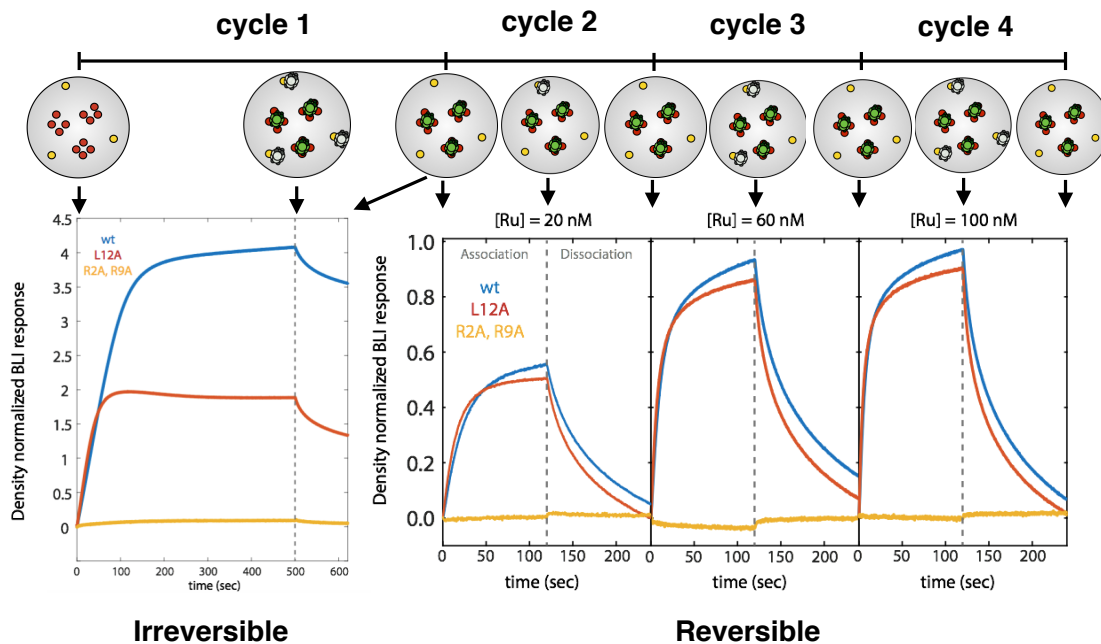 cycle 1
cycle 2
cycle 3
cycle 4
[Ru] = 20 nM
[Ru] = 60 nM
[Ru] = 100 nM
Density normalized BLI response
4.5
4
3.5
3
2.5
2
1.5
1
0.5
0
wt
L12A
R2A, R9A
0 100 200 300 400 500 600
time (sec)
Density normalized BLI response
1.0
0.8
0.6
0.4
0.2
0.0
Association
Dissociation
wt
L12A
R2A, R9A
0 50 100 150 200
0 50 100 150 200
0 50 100 150 200
time (sec)
time (sec)
time (sec)
Irreversible
Reversible